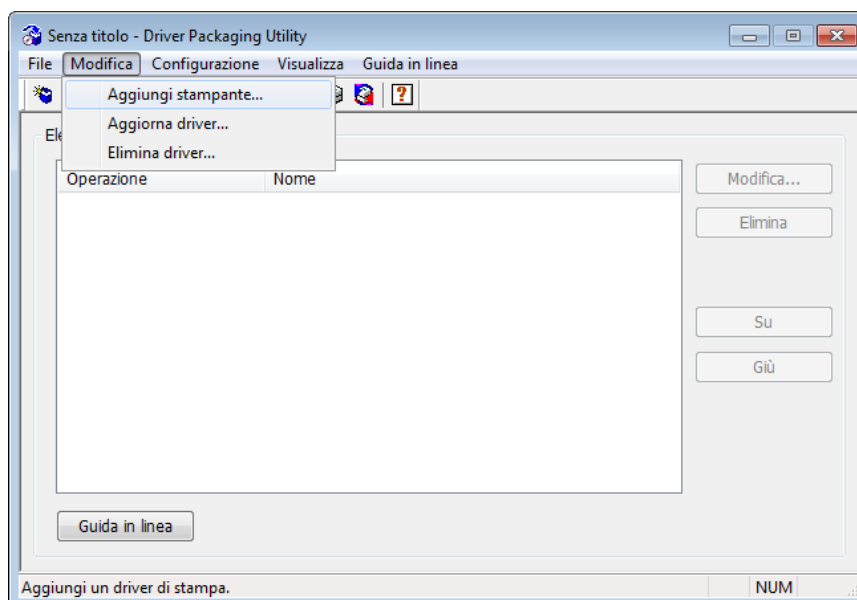 Senza titolo - Driver Packaging Utility
File Modifica Configurazione Visualizza Guida in linea
Aggiungi stampante...
Aggiorna driver...
Elimina driver...
Operazione Nome
Modifica...
Elimina
Su
Giù
Guida in linea
Aggiungi un driver di stampa. NUM